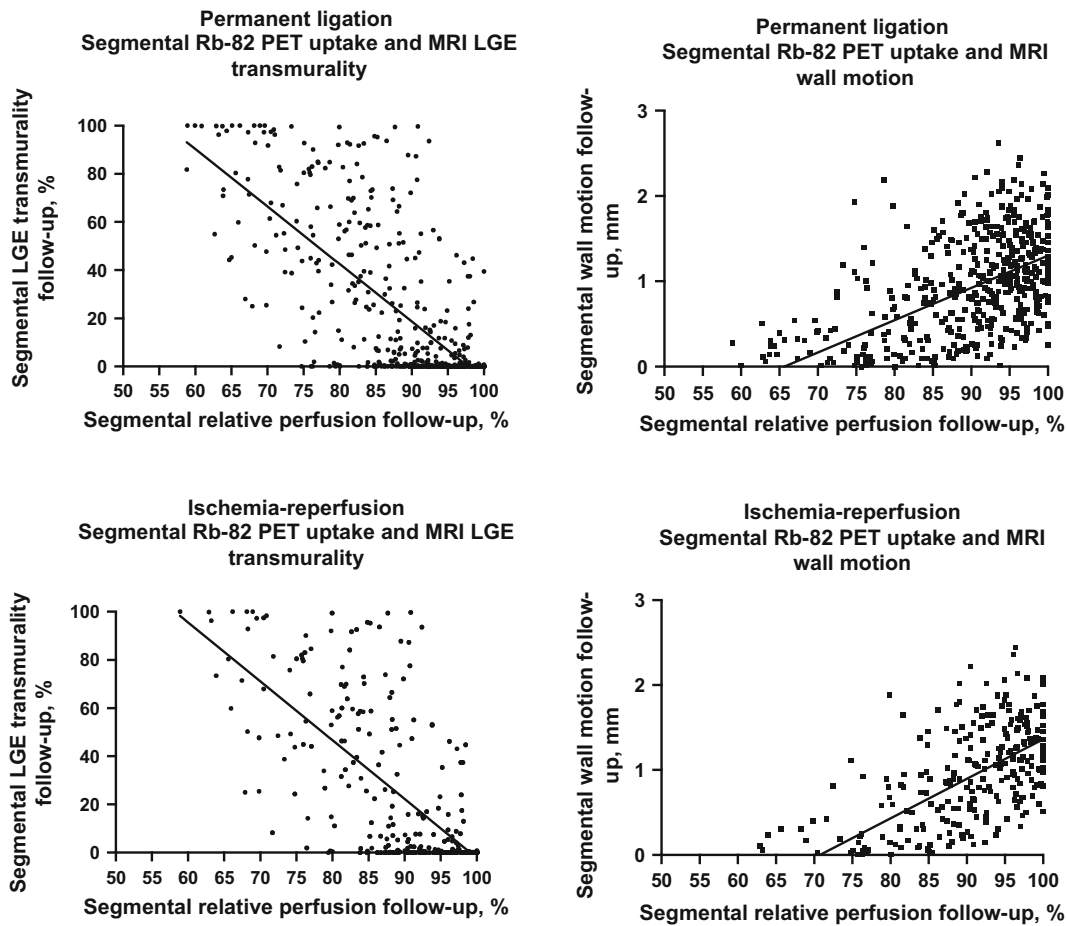 Permanent ligation
Segmental Rb-82 PET uptake and MRI LGE
transmurality
Segmental LGE transmurality
follow-up, %
100
80
60
40
20
0
50 55 60 65 70 75 80 85 90 95 100
Segmental relative perfusion follow-up, %
Permanent ligation
Segmental Rb-82 PET uptake and MRI
wall motion
Segmental wall motion follow-
up, mm
3
2
1
0
50 55 60 65 70 75 80 85 90 95 100
Segmental relative perfusion follow-up, %
Ischemia-reperfusion
Segmental Rb-82 PET uptake and MRI LGE
transmurality
Segmental LGE transmurality
follow-up, %
100
80
60
40
20
0
50 55 60 65 70 75 80 85 90 95 100
Segmental relative perfusion follow-up, %
Ischemia-reperfusion
Segmental Rb-82 PET uptake and MRI
wall motion
Segmental wall motion follow-
up, mm
3
2
1
0
50 55 60 65 70 75 80 85 90 95 100
Segmental relative perfusion follow-up, %